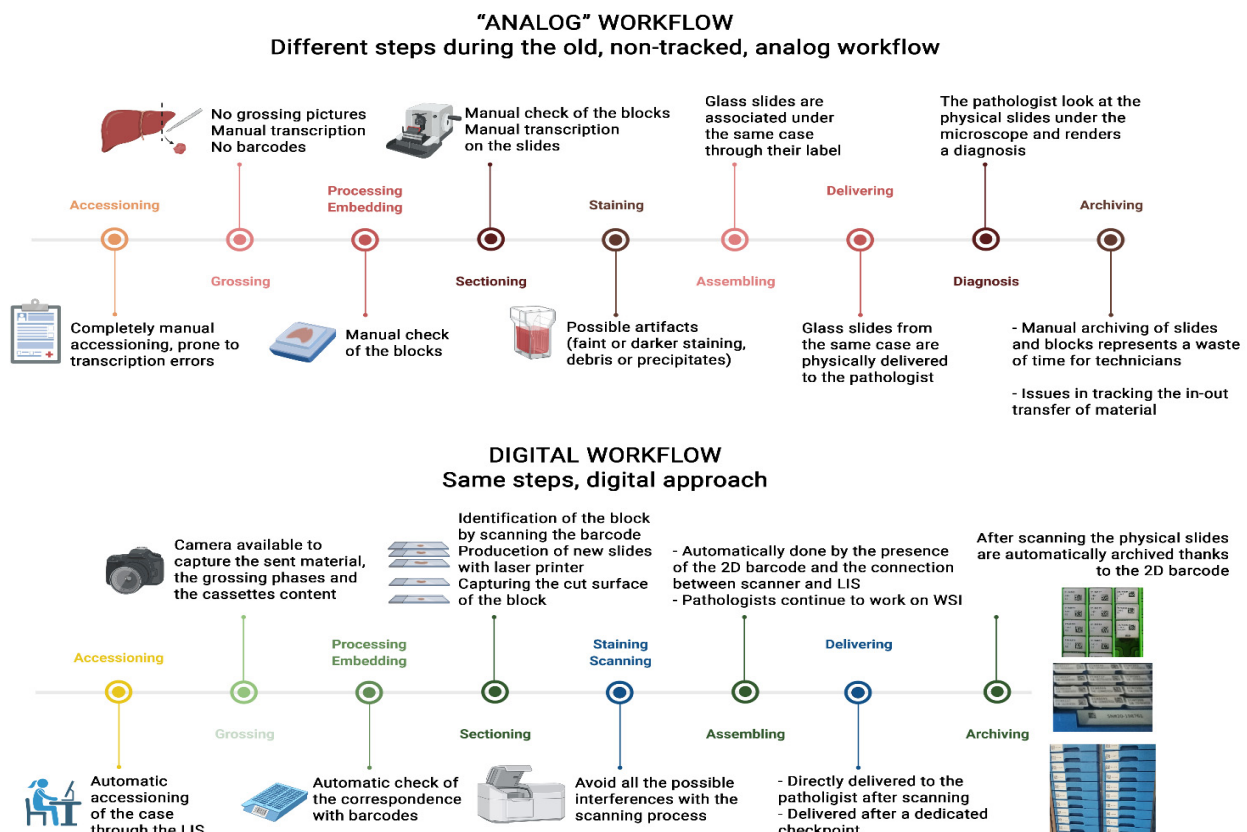 “ANALOG” WORKFLOW
Different steps during the old, non-tracked, analog workflow
No grossing pictures
Manual transcription
No barcodes
Manual check of the blocks
Manual transcription
on the slides
Glass slides are
associated under
the same case
through their label
The pathologist look at the
physical slides under the
microscope and renders
a diagnosis
Accessioning
Processing
Embedding
Staining
Delivering
Archiving
Grossing
Sectioning
Assembling
Diagnosis
Completely manual
accessioning, prone to
transcription errors
Manual check
of the blocks
Possible artifacts
(faint or darker staining,
debris or precipitates)
Glass slides from
the same case are
physically delivered
to the pathologist
- Manual archiving of slides
and blocks represents a waste
of time for technicians
- Issues in tracking the in-out
transfer of material
DIGITAL WORKFLOW
Same steps, digital approach
Camera available to
capture the sent material,
the grossing phases and
the cassettes content
Identification of the block
by scanning the barcode
Producetion of new slides
with laser printer
Capturing the cut surface
of the block
- Automatically done by the presence
of the 2D barcode and the connection
between scanner and LIS
- Pathologists continue to work on WSI
After scanning the physical slides
are automatically archived thanks
to the 2D barcode
Accessioning
Processing
Embedding
Staining
Scanning
Delivering
Grossing
Sectioning
Assembling
Archiving
Automatic
accessioning
of the case
through the LIS
Automatic check of
the correspondence
with barcodes
Avoid all the possible
interferences with the
scanning process
- Directly delivered to the
patholigist after scanning
- Delivered after a dedicated
checkpoint